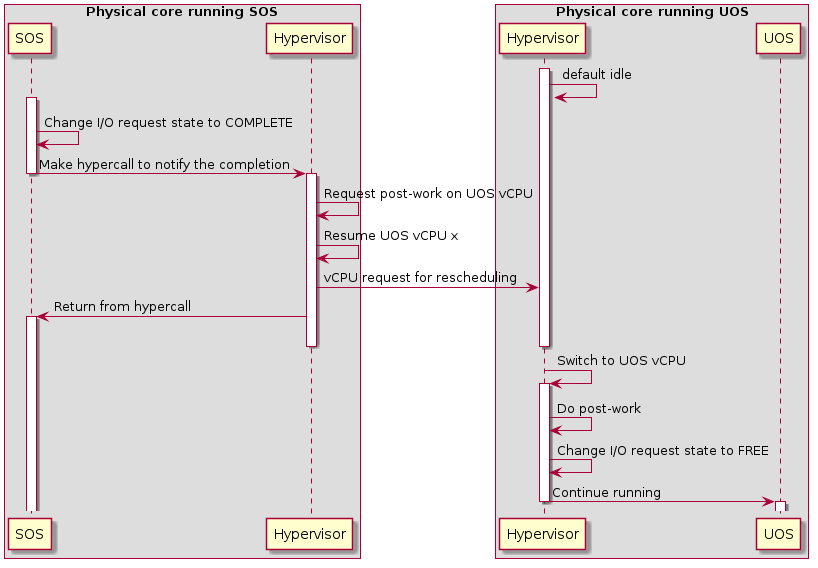 Physical core running SOS
Physical core running UOS
SOS
Hypervisor
Hypervisor
UOS
default idle
Change I/O request state to COMPLETE
Make hypercall to notify the completion
Request post-work on UOS vCPU
Resume UOS vCPU x
vCPU request for rescheduling
Return from hypercall
Switch to UOS vCPU
Do post-work
Change I/O request state to FREE
Continue running
SOS
Hypervisor
Hypervisor
UOS